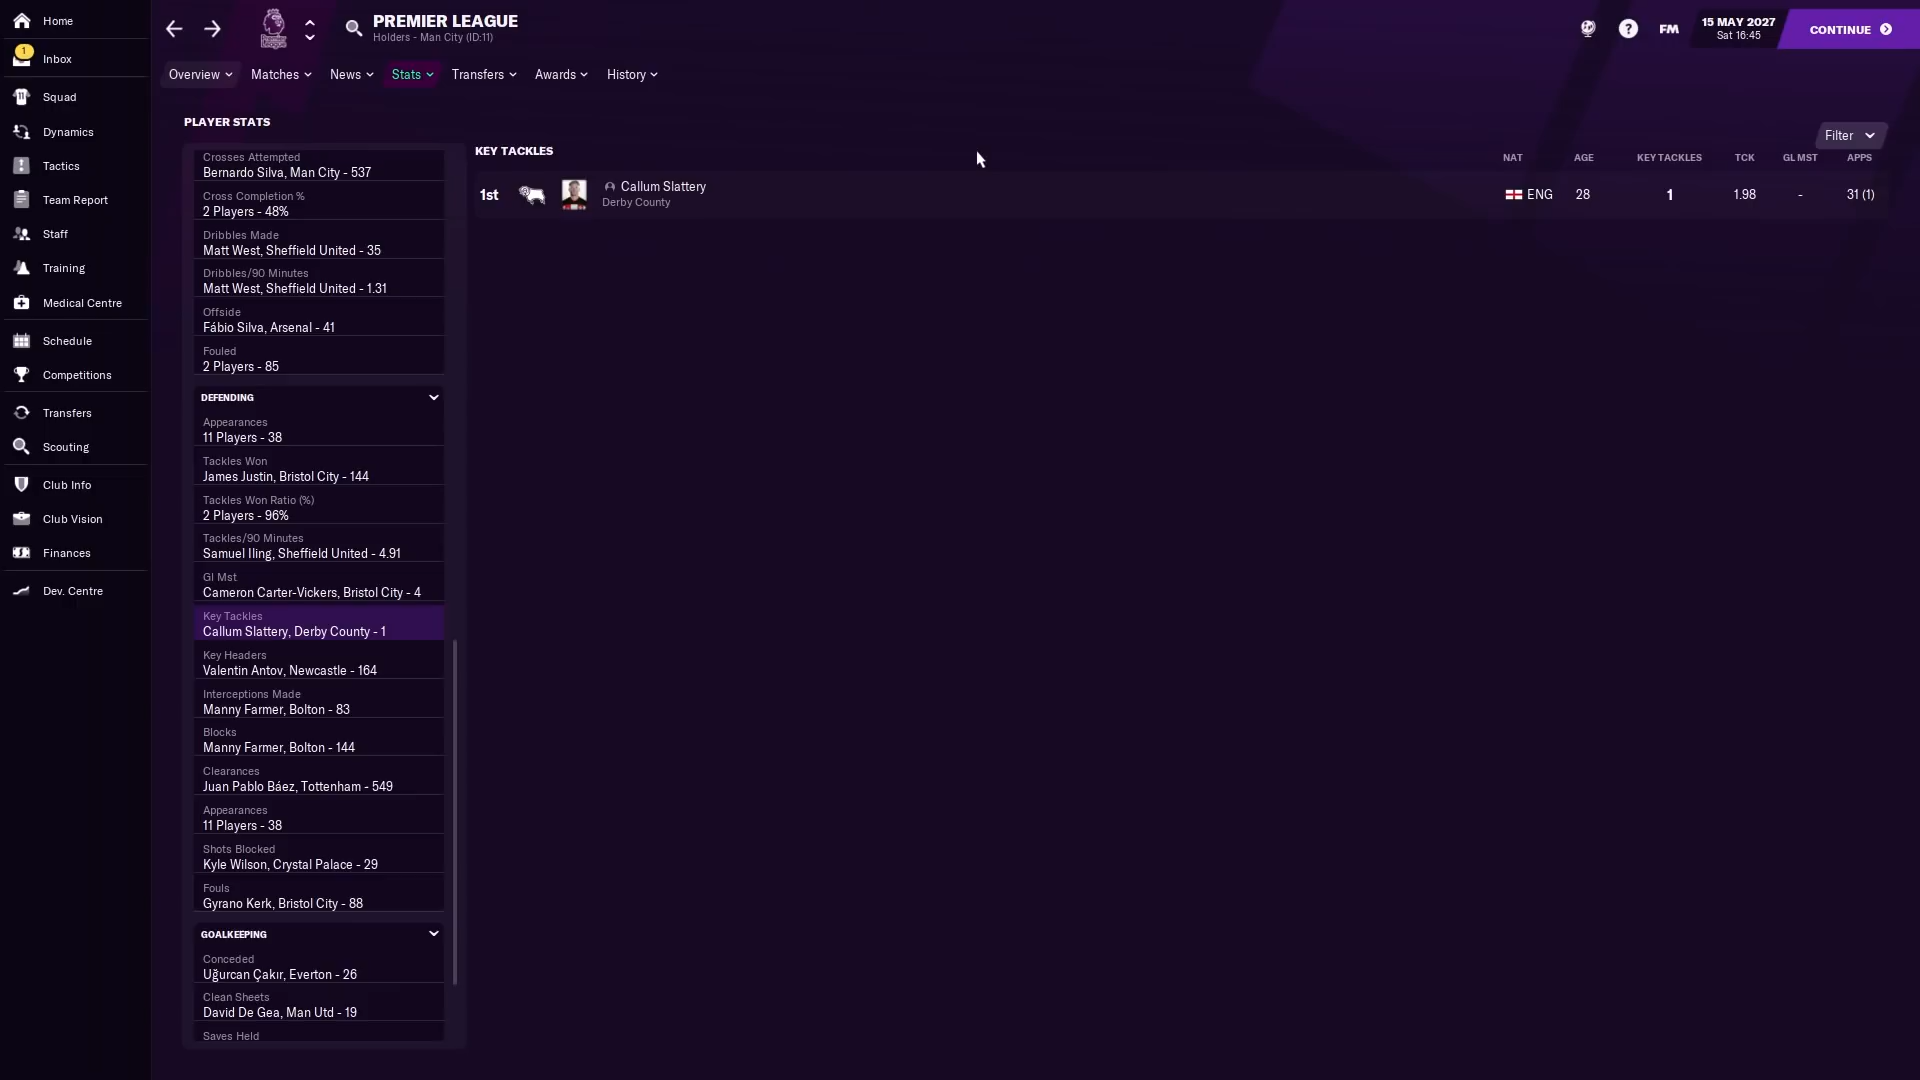 Home
1
Inbox
11
Squad
Dynamics
Tactics
Team Report
Staff
Training
Medical Centre
Schedule
Competitions
Transfers
Scouting
Club Info
Club Vision
Finances
Dev. Centre
PREMIER LEAGUE
Holders - Man City (ID:11)
?
FM
15 MAY 2027
Sat 16:45
CONTINUE
Overview
Matches
News
Stats
Transfers
Awards
History
PLAYER STATS
Filter
Crosses Attempted
Bernardo Silva, Man City - 537
Cross Completion %
2 Players - 48%
Dribbles Made
Matt West, Sheffield United - 35
Dribbles/90 Minutes
Matt West, Sheffield United - 1.31
Offside
Fábio Silva, Arsenal - 41
Fouled
2 Players - 85
DEFENDING
Appearances
11 Players - 38
Tackles Won
James Justin, Bristol City - 144
Tackles Won Ratio (%)
2 Players - 96%
Tackles/90 Minutes
Samuel Iling, Sheffield United - 4.91
Gl Mst
Cameron Carter-Vickers, Bristol City - 4
Key Tackles
Callum Slattery, Derby County - 1
Key Headers
Valentin Antov, Newcastle - 164
Interceptions Made
Manny Farmer, Bolton - 83
Blocks
Manny Farmer, Bolton - 144
Clearances
Juan Pablo Báez, Tottenham - 549
Appearances
11 Players - 38
Shots Blocked
Kyle Wilson, Crystal Palace - 29
Fouls
Gyrano Kerk, Bristol City - 88
GOALKEEPING
Conceded
Uğurcan Çakır, Everton - 26
Clean Sheets
David De Gea, Man Utd - 19
Saves Held
KEY TACKLES
NAT AGE KEY TACKLES TCK GL MST APPS
1st Callum Slattery ENG 28 1 1.98 - 31 (1)
Derby County